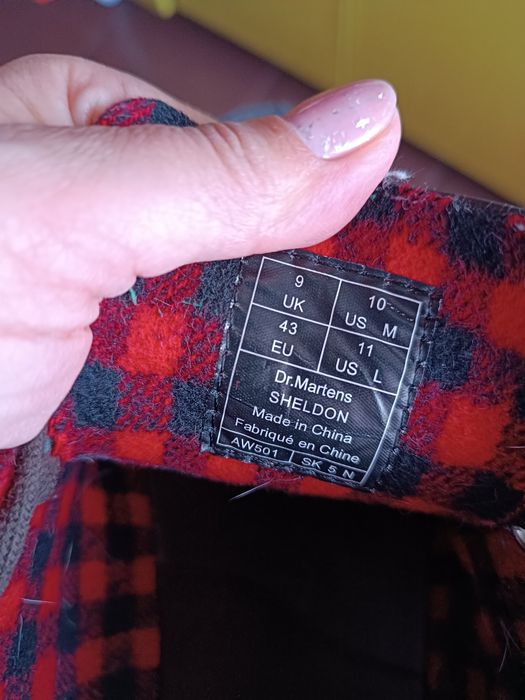 9 UK
10 US M
43 EU
11 US L
Dr.Martens
SHELDON
Made in China
Fabriqué en Chine
AW501 SK 5 N